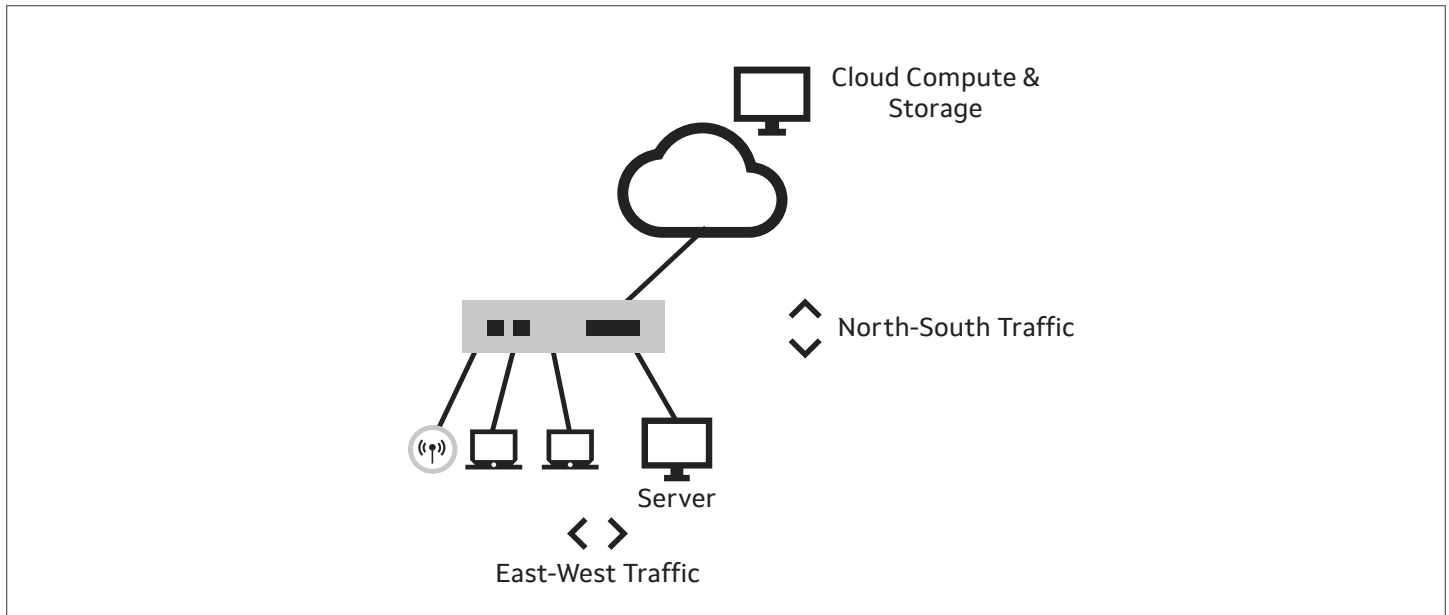 Cloud Compute &
Storage
North-South Traffic
Server
East-West Traffic